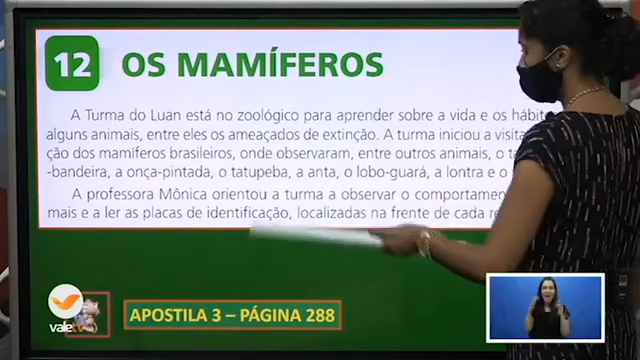 12 OS MAMÍFEROS
A Turma do Luan está no zoológico para aprender sobre a vida e os
alguns animais, entre eles os ameaçados de extinção. A turma iniciou a
ção dos mamíferos brasileiros, onde observaram, entre outros animais, o
-bandeira, a onça-pintada, o tatupeba, a anta, o lobo-guará, a lontra e o
A professora Mônica orientou a turma a observar o
mais e a ler as placas de identificação, localizadas na frente de cada
APOSTILA 3 – PÁGINA 288
vale tv